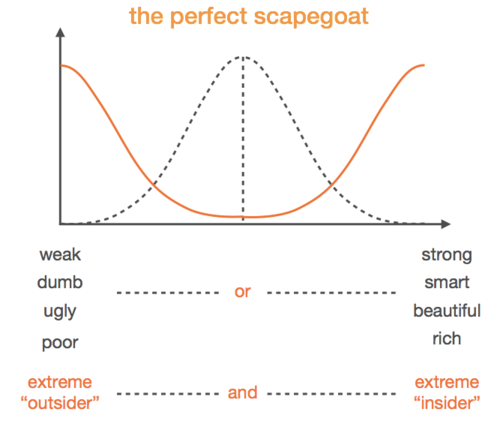 the perfect scapegoat
weak strong
dumb smart
or
ugly beautiful
poor rich
extreme and extreme
“outsider” “insider”